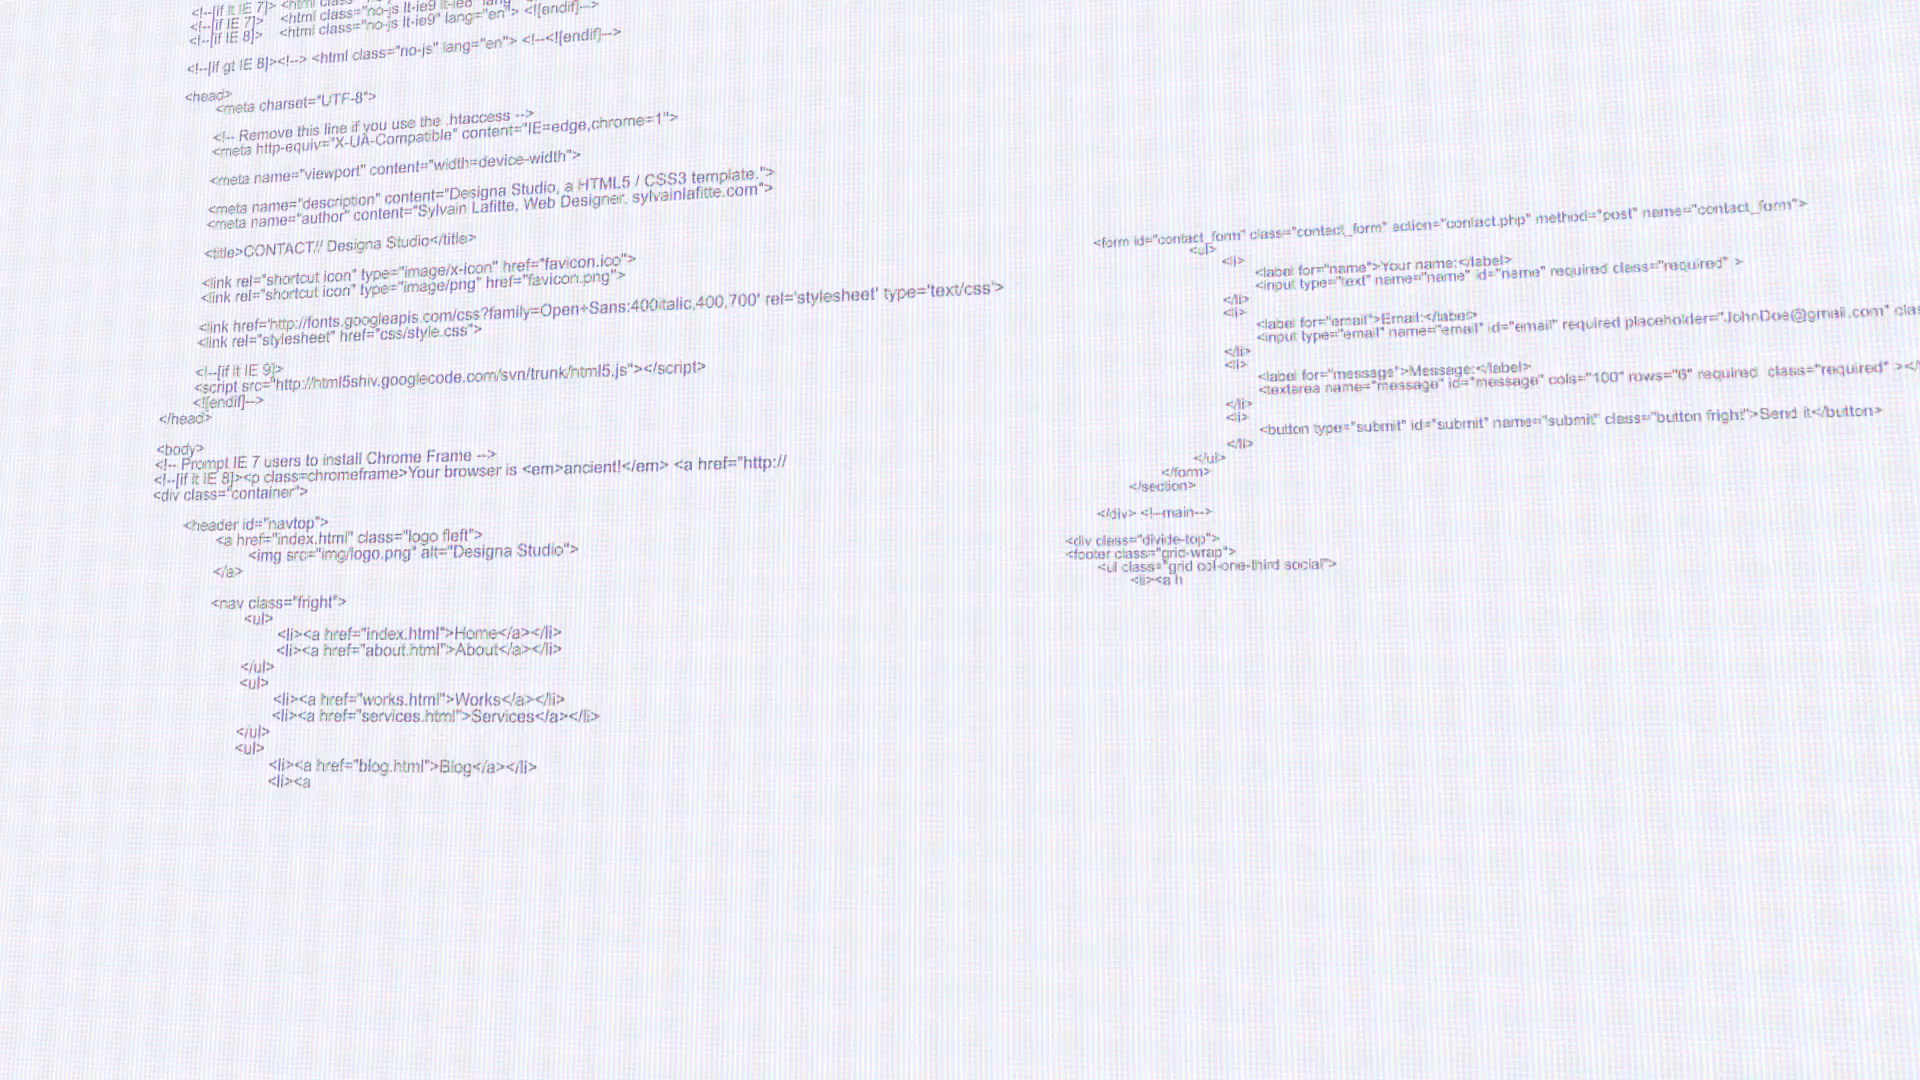 <!--[if lt IE 7]> <html class="no-js lt-ie9 lt-ie8 lang
<!--[if IE 7]> <html class="no-js lt-ie9" lang="en"> <![endif]-->
<!--[if IE 8]> <html class="no-js lt-ie9" lang="en"> <![endif]-->
<!--[if gt IE 8]><!--> <html class="no-js" lang="en"> <!--<![endif]-->
<head>
<meta charset="UTF-8">
<!-- Remove this line if you use the .htaccess -->
<meta http-equiv="X-UA-Compatible" content="IE=edge,chrome=1">
<meta name="viewport" content="width=device-width">
<meta name="description" content="Designa Studio, a HTML5 / CSS3 template.">
<meta name="author" content="Sylvain Lafitte, Web Designer, sylvainlafitte.com">
<title>CONTACT// Designa Studio</title>
<link rel="shortcut icon" type="image/x-icon" href="favicon.ico">
<link rel="shortcut icon" type="image/png" href="favicon.png">
<link href='http://fonts.googleapis.com/css?family=Open+Sans:400italic,400,700' rel='stylesheet' type='text/css'>
<link rel="stylesheet" href="css/style.css">
<!--[if lt IE 9]>
<script src="http://html5shiv.googlecode.com/svn/trunk/html5.js"></script>
<![endif]-->
</head>
<body>
<!-- Prompt IE 7 users to install Chrome Frame -->
<!--[if lt IE 8]><p class=chromeframe>Your browser is <em>ancient!</em> <a href="http://
<div class="container">
<header id="navtop">
<a href="index.html" class="logo fleft">
<img src="img/logo.png" alt="Designa Studio">
</a>
<nav class="fright">
<ul>
<li><a href="index.html">Home</a></li>
<li><a href="about.html">About</a></li>
</ul>
<ul>
<li><a href="works.html">Works</a></li>
<li><a href="services.html">Services</a></li>
</ul>
<ul>
<li><a href="blog.html">Blog</a></li>
<li><a
<form id="contact_form" class="contact_form" action="contact.php" method="post" name="contact_form">
<ul>
<li>
<label for="name">Your name:</label>
<input type="text" name="name" id="name" required class="required" >
</li>
<li>
<label for="email">Email:</label>
<input type="email" name="email" id="email" required placeholder="JohnDoe@gmail.com" clas
</li>
<li>
<label for="message">Message:</label>
<textarea name="message" id="message" cols="100" rows="6" required class="required" ></
</li>
<li>
<button type="submit" id="submit" name="submit" class="button fright">Send it</button>
</li>
</ul>
</form>
</section>
</div> <!--main-->
<div class="divide-top">
<footer class="grid-wrap">
<ul class="grid col-one-third social">
<li><a h